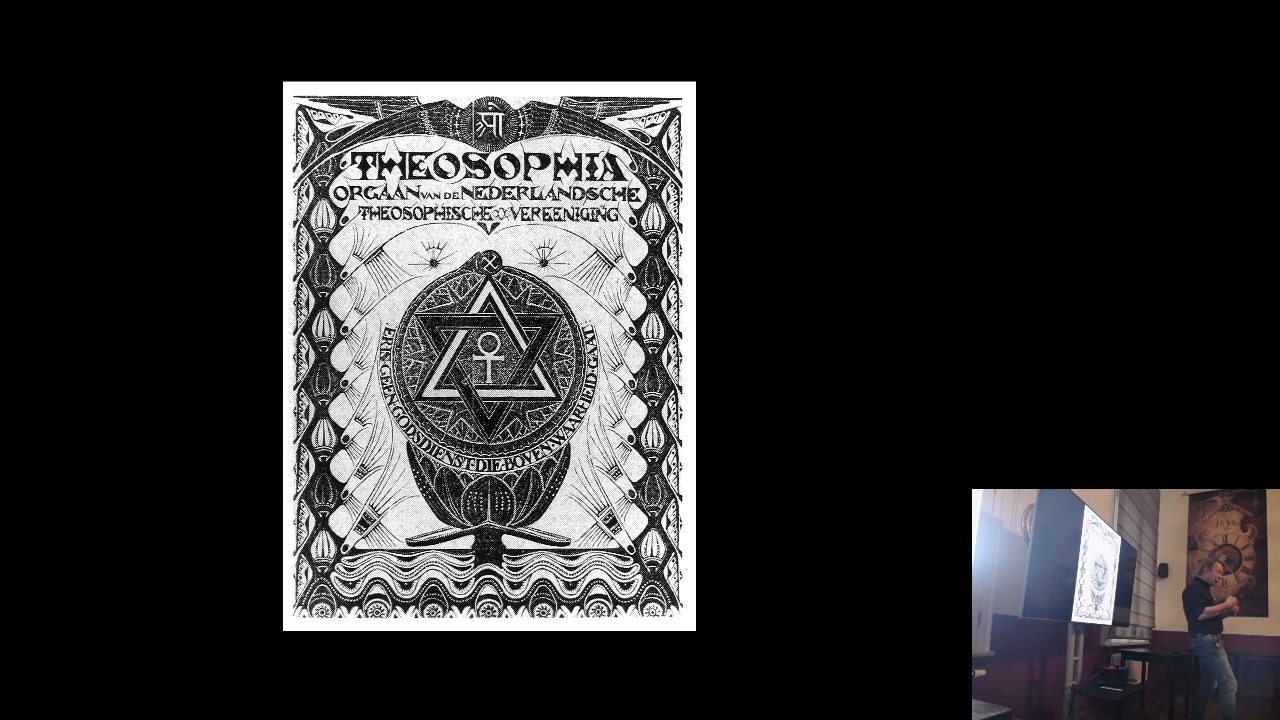 श्री
THEOSOPHIA
ORGAAN VAN DE NEDERLANDSCHE
THEOSOPHISCHE VEREENIGING
ER IS GEEN GODSDIENST DIE BOVEN WAARHEID GAAT